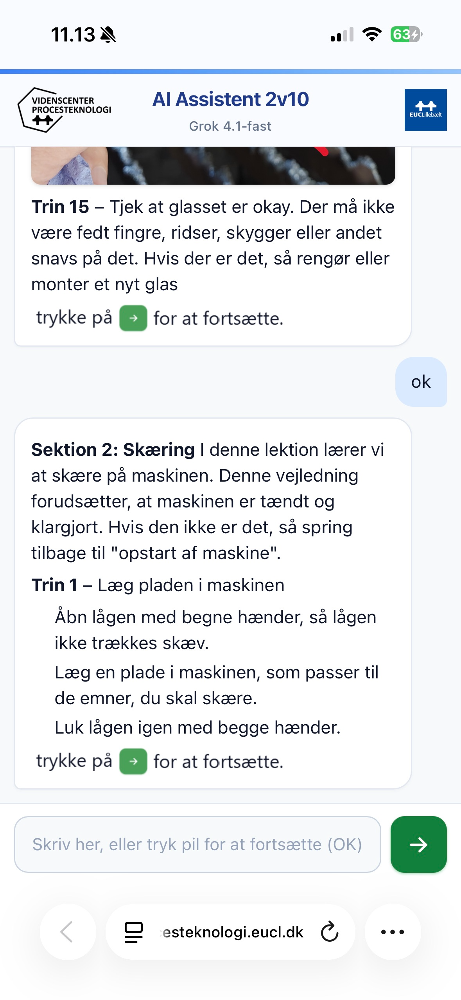 11.13
63
VIDENSCENTER
PROCESTEKNOLOGI
AI Assistent 2v10
Grok 4.1-fast
EUCLillebælt
Trin 15 – Tjek at glasset er okay. Der må ikke
være fedt fingre, ridser, skygger eller andet
snavs på det. Hvis der er det, så rengør eller
monter et nyt glas
trykke på → for at fortsætte.
ok
Sektion 2: Skæring I denne lektion lærer vi
at skære på maskinen. Denne vejledning
forudsætter, at maskinen er tændt og
klargjort. Hvis den ikke er det, så spring
tilbage til "opstart af maskine".
Trin 1 – Læg pladen i maskinen
Åbn lågen med begne hænder, så lågen
ikke trækkes skæv.
Læg en plade i maskinen, som passer til
de emner, du skal skære.
Luk lågen igen med begge hænder.
trykke på → for at fortsætte.
Skriv her, eller tryk pil for at fortsætte (OK)
esteknologi.eucl.dk